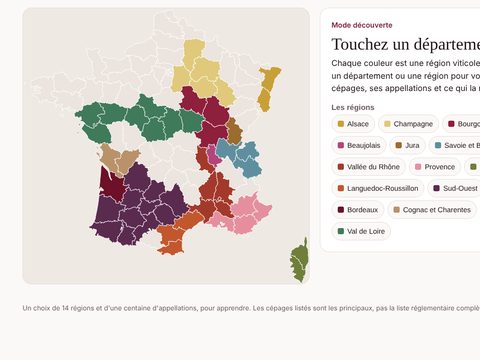 Mode découverte
Touchez un départeme
Chaque couleur est une région viticole
un département ou une région pour vo
cépages, ses appellations et ce qui la r
Les régions
Alsace
Champagne
Bourgo
Beaujolais
Jura
Savoie et B
Vallée du Rhône
Provence
Languedoc-Roussillon
Sud-Ouest
Bordeaux
Cognac et Charentes
Val de Loire
Un choix de 14 régions et d'une centaine d'appellations, pour apprendre. Les cépages listés sont les principaux, pas la liste réglementaire complè